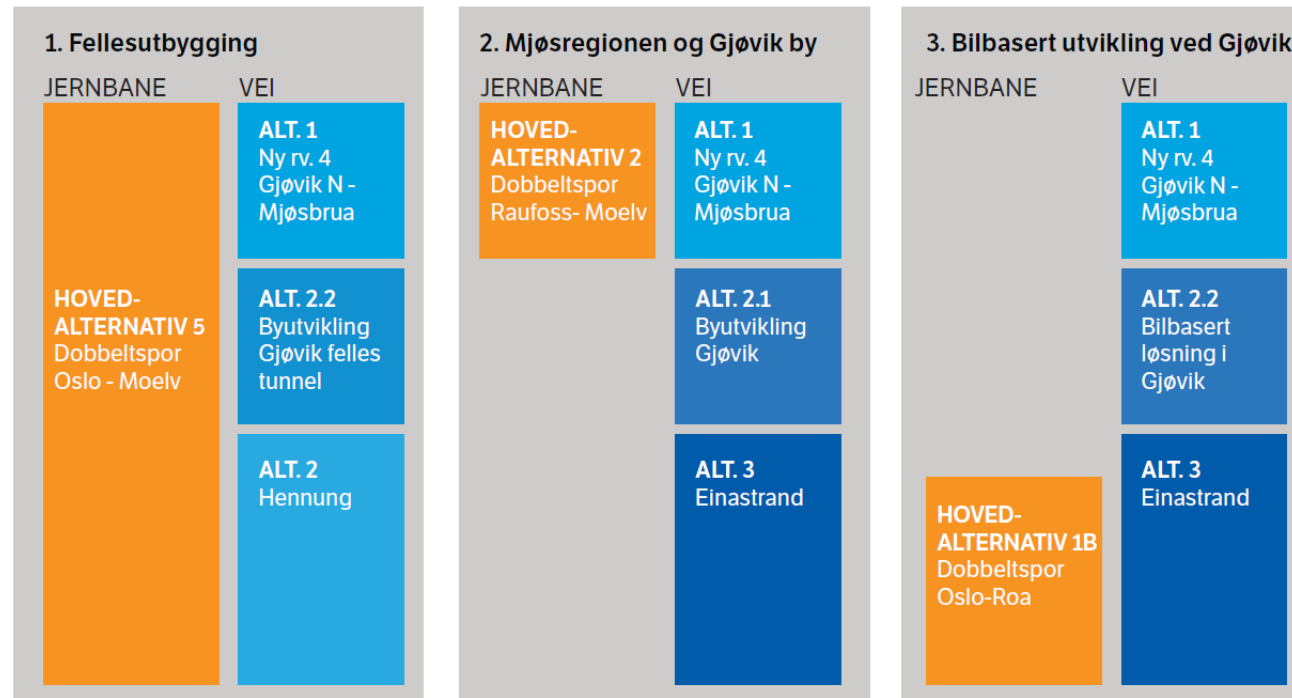 1. Fellesutbygging
JERNBANE
VEI
HOVED-
ALTERNATIV 5
Dobbeltspor
Oslo - Moelv
ALT. 1
Ny rv. 4
Gjøvik N -
Mjøsbrua
ALT. 2.2
Byutvikling
Gjøvik felles
tunnel
ALT. 2
Hennung
2. Mjøsregionen og Gjøvik by
JERNBANE
VEI
HOVED-
ALTERNATIV 2
Dobbeltspor
Raufoss- Moelv
ALT. 1
Ny rv. 4
Gjøvik N -
Mjøsbrua
ALT. 2.1
Byutvikling
Gjøvik
ALT. 3
Einastrand
3. Bilbasert utvikling ved Gjøvik
JERNBANE
VEI
HOVED-
ALTERNATIV 1B
Dobbeltspor
Oslo-Roa
ALT. 1
Ny rv. 4
Gjøvik N -
Mjøsbrua
ALT. 2.2
Bilbasert
løsning i
Gjøvik
ALT. 3
Einastrand